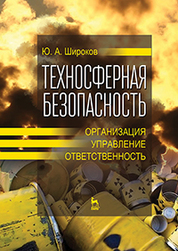 Ю. А. Широков
ТЕХНОСФЕРНАЯ
БЕЗОПАСНОСТЬ
ОРГАНИЗАЦИЯ
УПРАВЛЕНИЕ
ОТВЕТСТВЕННОСТЬ